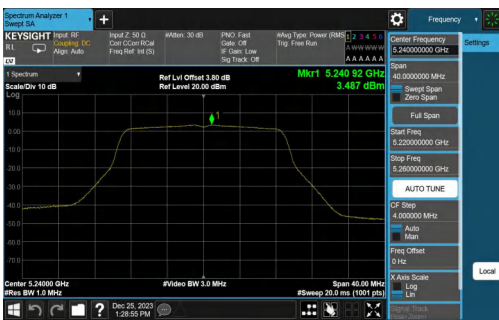 Spectrum Analyzer 1
Swept SA
Frequency
KEYSIGHT
RL
Input: RF
Coupling: DC
Align: Auto
Input Z: 50 Ω
Corr CCorr RCal
Freq Ref: Int (S)
#Atten: 30 dB
PNO: Fast
Gate: Off
IF Gain: Low
Sig Track: Off
#Avg Type: Power (RMS)
Trig: Free Run
1 2 3 4 5 6
A W W W W W
A A A A A A
LW
1 Spectrum
Scale/Div 10 dB
Log
Ref Lvl Offset 3.80 dB
Ref Level 20.00 dBm
Mkr1 5.240 92 GHz
3.487 dBm
1
10.0
0.00
-10.0
-20.0
-30.0
-40.0
-50.0
-60.0
-70.0
Center 5.24000 GHz
#Res BW 1.0 MHz
#Video BW 3.0 MHz
Span 40.00 MHz
#Sweep 20.0 ms (1001 pts)
Dec 25, 2023
1:28:55 PM
Center Frequency
5.240000000 GHz
Settings
Span
40.0000000 MHz
Swept Span
Zero Span
Full Span
Start Freq
5.220000000 GHz
Stop Freq
5.260000000 GHz
AUTO TUNE
CF Step
4.000000 MHz
Auto
Man
Freq Offset
0 Hz
X Axis Scale
Log
Lin
Local
Signal Track